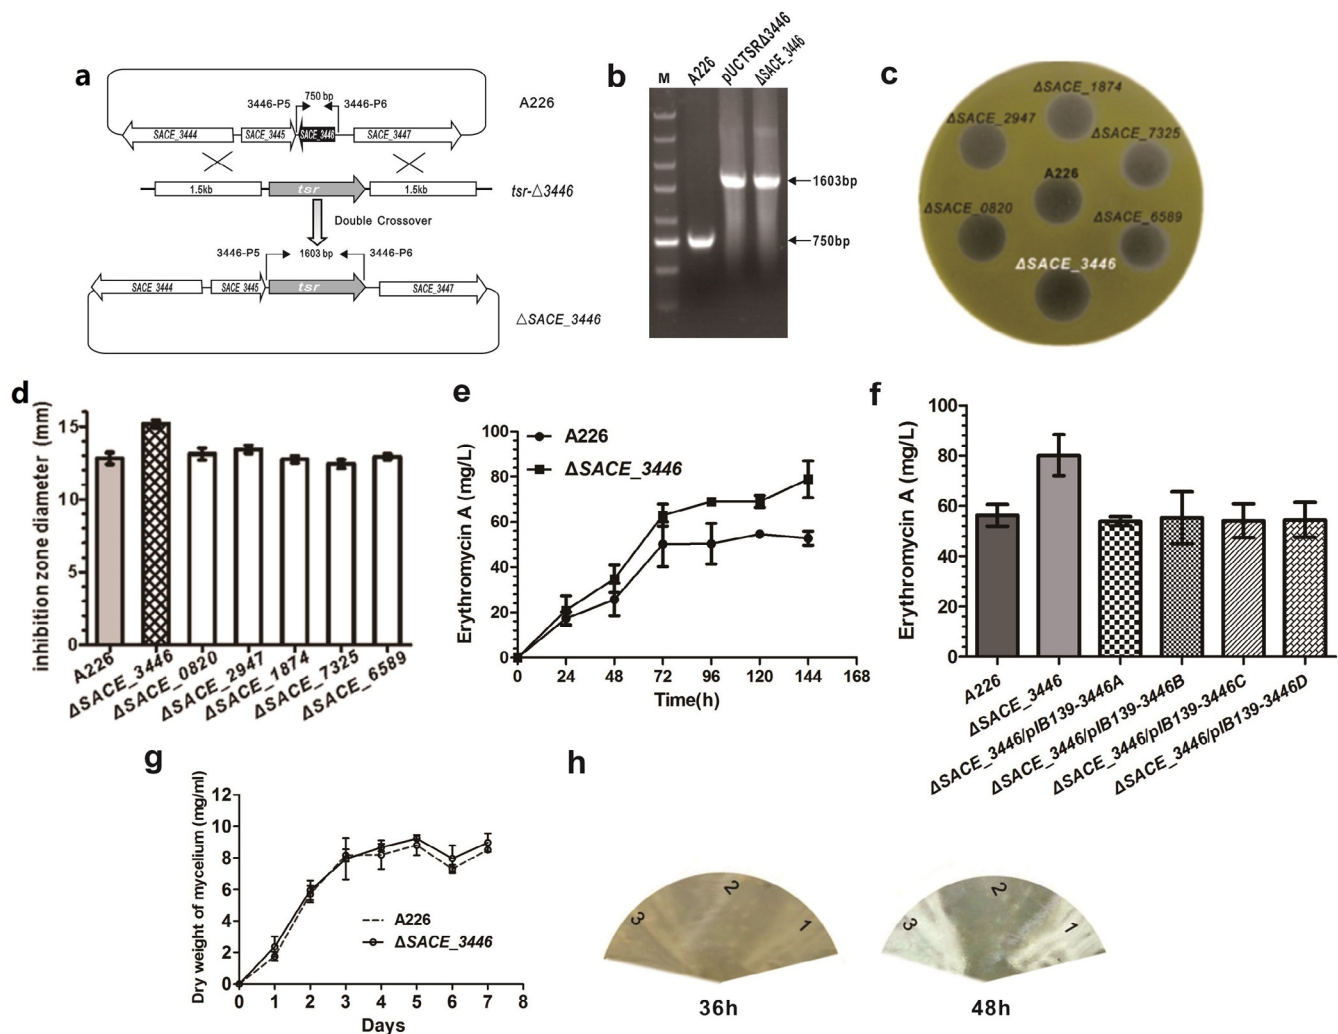 a
750 bp
3446-P5
3446-P6
A226
SACE_3444
SACE_3445
SACE_3446
SACE_3447
1.5kb
tsr
1.5kb
tsr-△3446
Double Crossover
3446-P5
1603 bp
3446-P6
SACE_3444
SACE_3445
tsr
SACE_3447
△SACE_3446
b
M
A226
pUCTSRΔ3446
ΔSACE_3446
1603bp
750bp
c
ΔSACE_1874
ΔSACE_2947
ΔSACE_7325
A226
ΔSACE_0820
ΔSACE_6589
ΔSACE_3446
d
inhibition zone diameter (mm)
15
10
5
0
A226
ΔSACE_3446
ΔSACE_0820
ΔSACE_2947
ΔSACE_1874
ΔSACE_7325
ΔSACE_6589
e
Erythromycin A (mg/L)
100
80
60
40
20
0
A226
ΔSACE_3446
0 24 48 72 96 120 144 168
Time(h)
f
Erythromycin A (mg/L)
100
80
60
40
20
0
A226
ΔSACE_3446
ΔSACE_3446/pIB139-3446A
ΔSACE_3446/pIB139-3446B
ΔSACE_3446/pIB139-3446C
ΔSACE_3446/pIB139-3446D
g
Dry weight of mycelium (mg/ml)
12
10
8
6
4
2
0
A226
ΔSACE_3446
0 1 2 3 4 5 6 7 8
Days
h
3
2
1
36h
3
2
1
48h